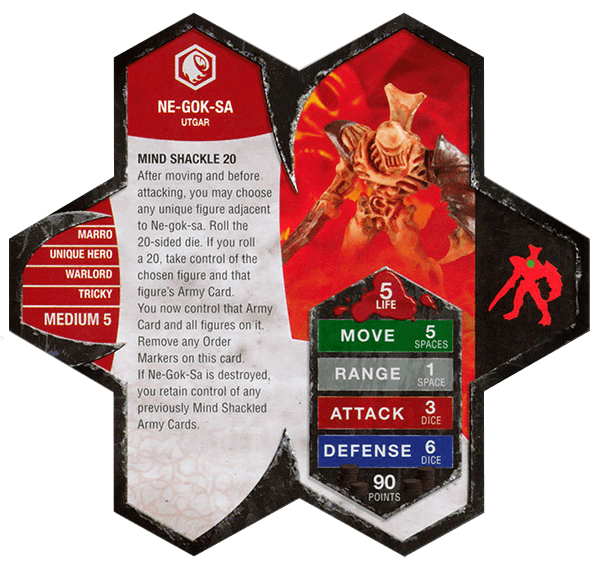 NE-GOK-SA
UTGAR
MIND SHACKLE 20
After moving and before
attacking, you may choose
any unique figure adjacent
to Ne-gok-sa. Roll the
20-sided die. If you roll
a 20, take control of the
chosen figure and that
figure's Army Card.
You now control that Army
Card and all figures on it.
Remove any Order
Markers on this card.
If Ne-Gok-Sa is destroyed,
you retain control of any
previously Mind Shackled
Army Cards.
MARRO
UNIQUE HERO
WARLORD
TRICKY
MEDIUM 5
5
LIFE
MOVE 5
SPACES
RANGE 1
SPACE
ATTACK 3
DICE
DEFENSE 6
DICE
90
POINTS